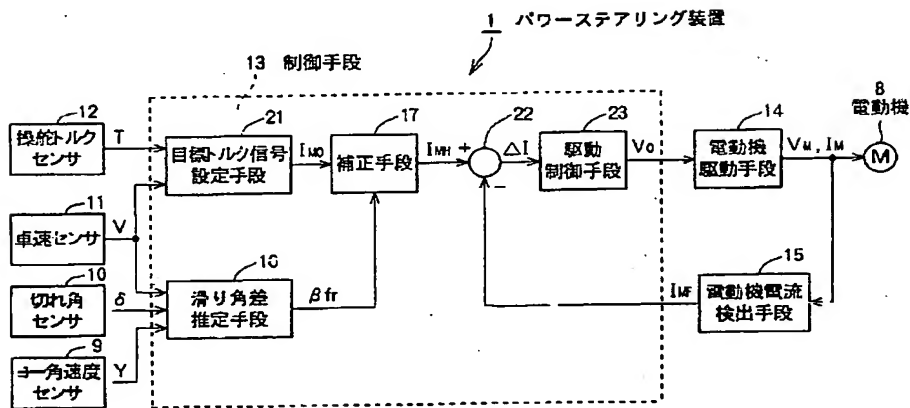 1 パワーステアリング装置
13 制御手段
12
操舵トルク
センサ
T
21
目標トルク信号
設定手段
IMO
17
補正手段
IMH
+
22
-
ΔI
23
駆動
制御手段
VO
14
電動機
駆動手段
VM, IM
8
電動機
M
11
車速センサ
V
10
切れ角
センサ
δ
9
ヨー角速度
センサ
Y
16
滑り角差
推定手段
βfr
IMF
15
電動機電流
検出手段